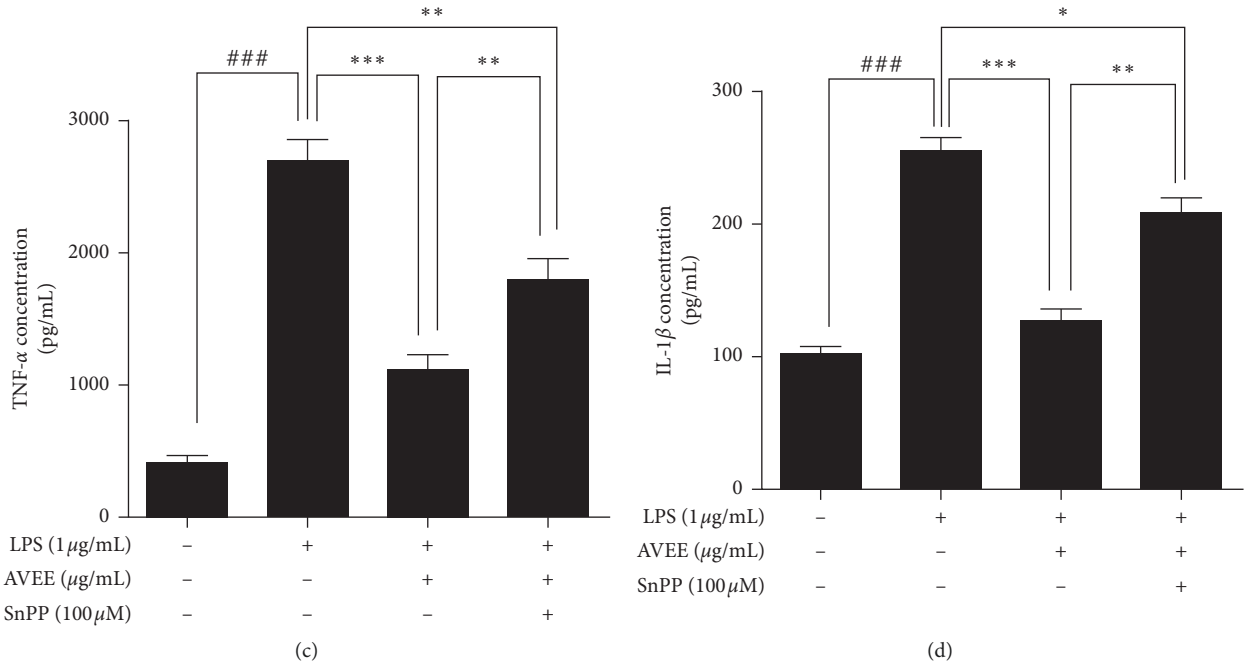 **
###
***
**
3000
2000
1000
0
TNF-α concentration
(pg/mL)
LPS (1 μg/mL) – + + +
AVEE (μg/mL) – – + +
SnPP (100 μM) – – – +
(c)
*
###
***
**
300
200
100
0
IL-1β concentration
(pg/mL)
LPS (1 μg/mL) – + + +
AVEE (μg/mL) – – + +
SnPP (100 μM) – – – +
(d)